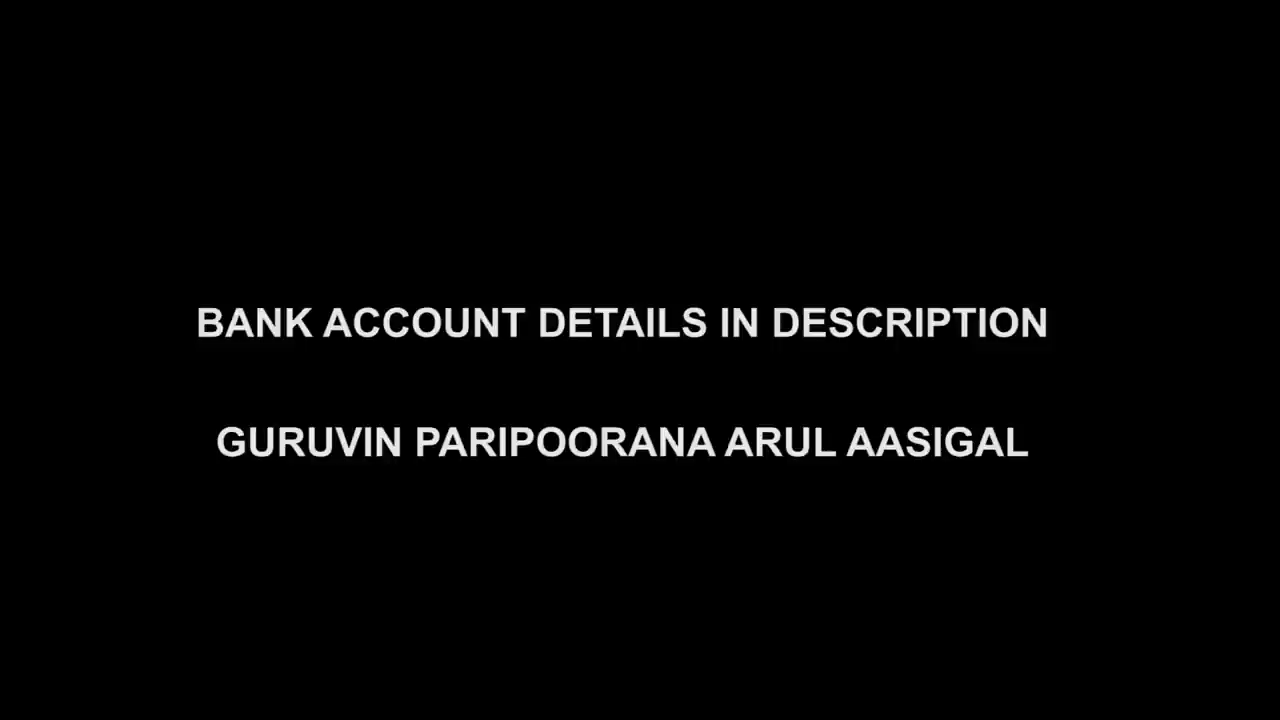 BANK ACCOUNT DETAILS IN DESCRIPTION
GURUVIN PARIPOORANA ARUL AASIGAL